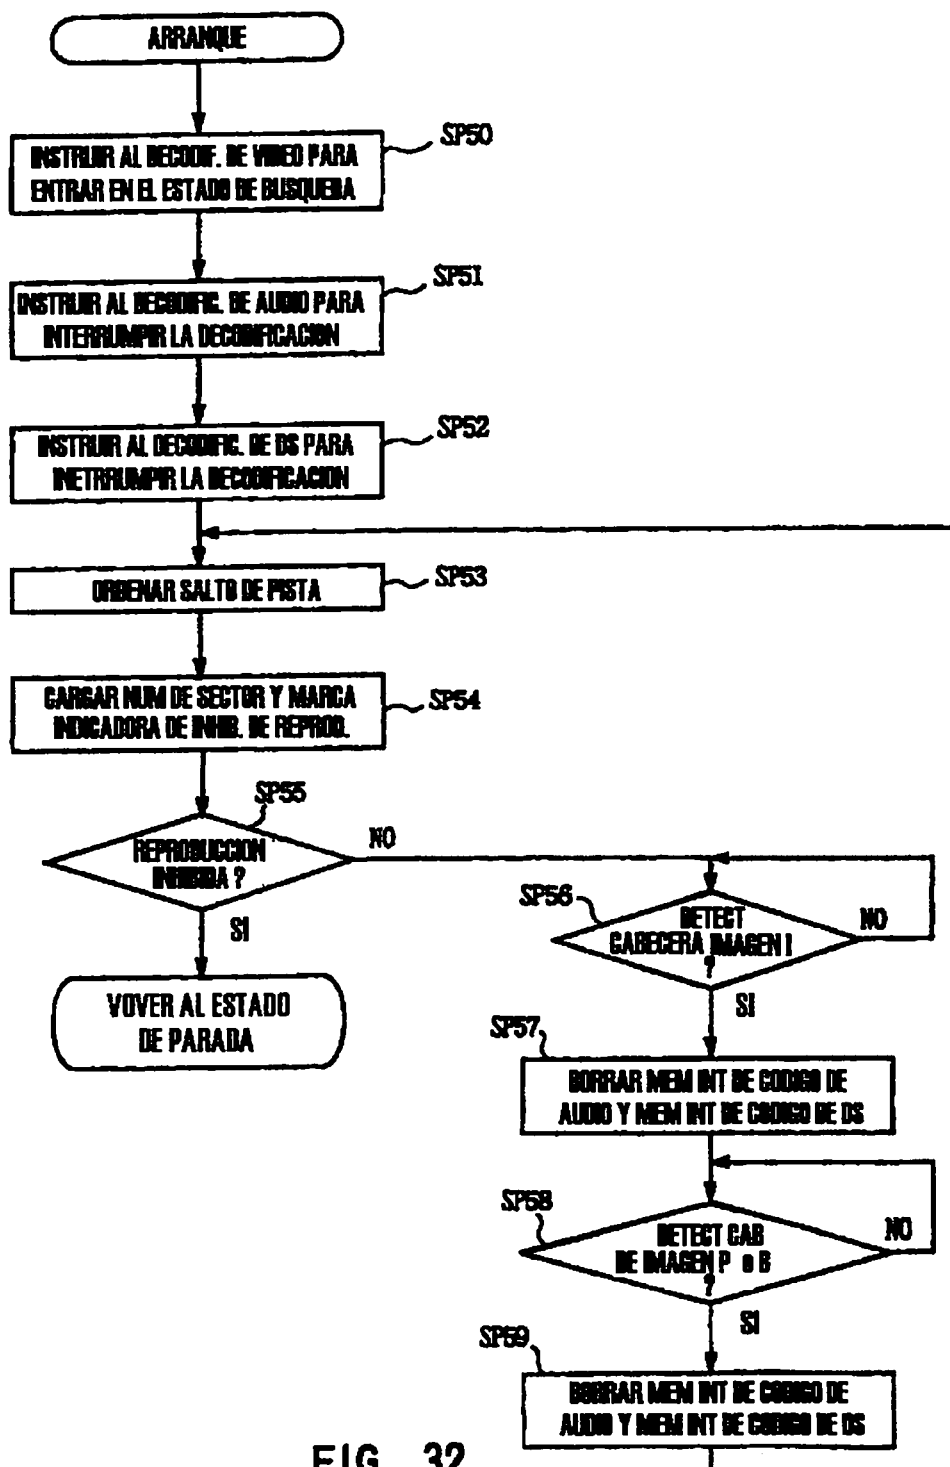 ARRANQUE
SP50
INSTRUIR AL DECODIF. DE VIDEO PARA
ENTRAR EN EL ESTADO DE BUSQUEDA
SP51
INSTRUIR AL DECODIFIC. DE AUDIO PARA
INTERRUMPIR LA DECODIFICACION
SP52
INSTRUIR AL DECODIFIC. DE DS PARA
INETRRUMPIR LA DECODIFICACION
SP53
ORDENAR SALTO DE PISTA
SP54
CARGAR NUM DE SECTOR Y MARCA
INDICADORA DE INHIB. DE REPROD.
SP55
REPRODUCCION
INHIBIDA ?
NO
SI
VOVER AL ESTADO
DE PARADA
SP56
DETECT
CABECERA IMAGEN I
?
NO
SI
SP57
BORRAR MEM INT DE CODIGO DE
AUDIO Y MEM INT DE CODIGO DE DS
SP58
DETECT CAB
DE IMAGEN P o B
?
NO
SI
SP59
BORRAR MEM INT DE CODIGO DE
AUDIO Y MEM INT DE CODIGO DE DS
FIG. 32